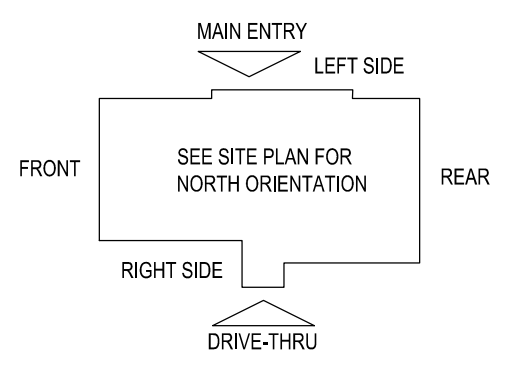 MAIN ENTRY
LEFT SIDE
FRONT
SEE SITE PLAN FOR
NORTH ORIENTATION
REAR
RIGHT SIDE
DRIVE-THRU